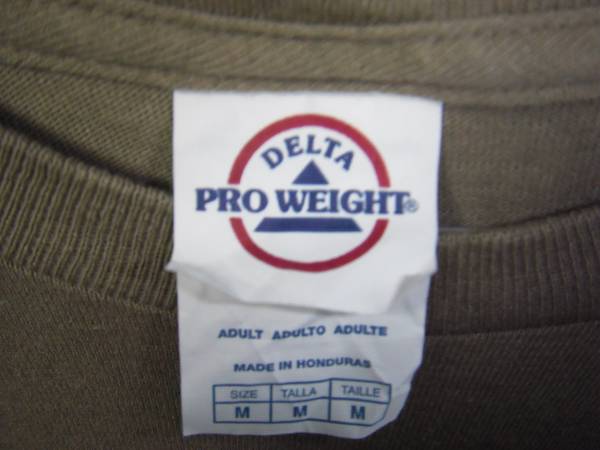 DELTA
PRO WEIGHT®
ADULT ADULTO ADULTE
MADE IN HONDURAS
SIZE TALLA TAILLE
M M M